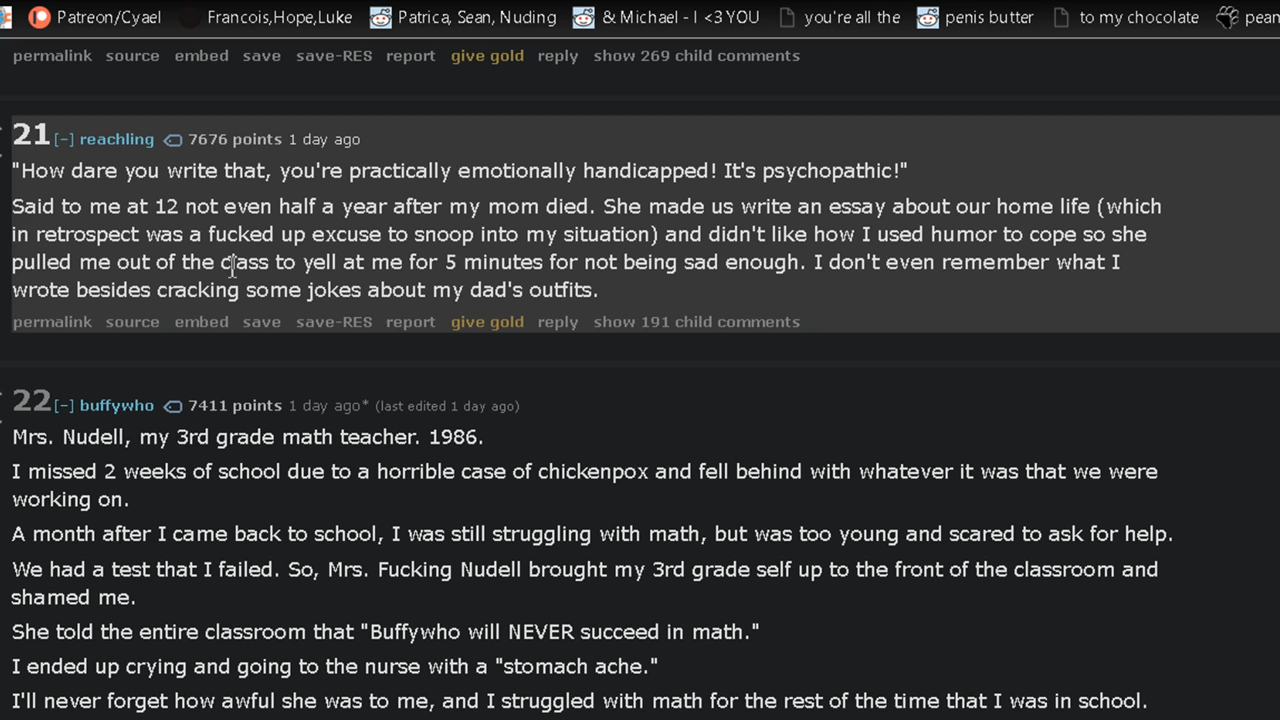 Patreon/Cyael Francois,Hope,Luke Patrica, Sean, Nuding & Michael - I <3 YOU you're all the penis butter to my chocolate pean
permalink source embed save save-RES report give gold reply show 269 child comments
21 [-] reachling 7676 points 1 day ago
"How dare you write that, you're practically emotionally handicapped! It's psychopathic!"
Said to me at 12 not even half a year after my mom died. She made us write an essay about our home life (which
in retrospect was a fucked up excuse to snoop into my situation) and didn't like how I used humor to cope so she
pulled me out of the class to yell at me for 5 minutes for not being sad enough. I don't even remember what I
wrote besides cracking some jokes about my dad's outfits.
permalink source embed save save-RES report give gold reply show 191 child comments
22 [-] buffywho 7411 points 1 day ago* (last edited 1 day ago)
Mrs. Nudell, my 3rd grade math teacher. 1986.
I missed 2 weeks of school due to a horrible case of chickenpox and fell behind with whatever it was that we were
working on.
A month after I came back to school, I was still struggling with math, but was too young and scared to ask for help.
We had a test that I failed. So, Mrs. Fucking Nudell brought my 3rd grade self up to the front of the classroom and
shamed me.
She told the entire classroom that "Buffywho will NEVER succeed in math."
I ended up crying and going to the nurse with a "stomach ache."
I'll never forget how awful she was to me, and I struggled with math for the rest of the time that I was in school.